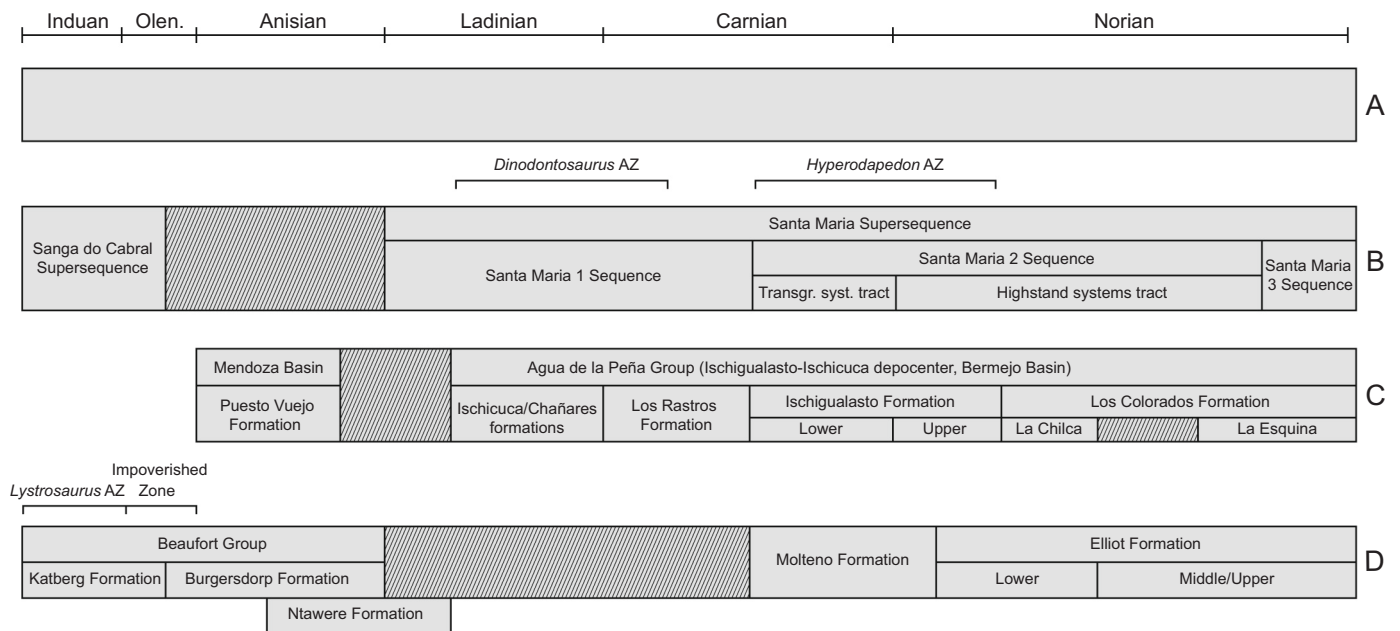 Induan Olen. Anisian Ladinian Carnian Norian
A
Dinodontosaurus AZ Hyperodapedon AZ
Sanga do Cabral
Supersequence
Santa Maria Supersequence
Santa Maria 1 Sequence
Santa Maria 2 Sequence
Transgr. syst. tract
Highstand systems tract
Santa Maria
3 Sequence
B
Mendoza Basin
Agua de la Peña Group (Ischigualasto-Ischicuca depocenter, Bermejo Basin)
Puesto Vuejo
Formation
Ischicuca/Chañares
formations
Los Rastros
Formation
Ischigualasto Formation
Lower
Upper
Los Colorados Formation
La Chilca
La Esquina
C
Lystrosaurus AZ
Impoverished
Zone
Beaufort Group
Katberg Formation
Burgersdorp Formation
Ntawere Formation
Molteno Formation
Elliot Formation
Lower
Middle/Upper
D